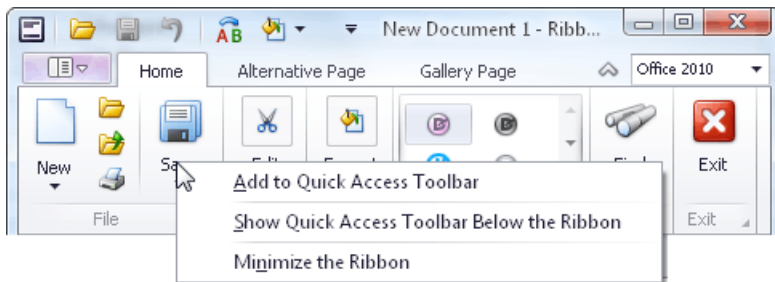 AB
New Document 1 - Ribb...
Home
Alternative Page
Gallery Page
Office 2010
New
Exit
Add to Quick Access Toolbar
Show Quick Access Toolbar Below the Ribbon
Minimize the Ribbon
File
Exit